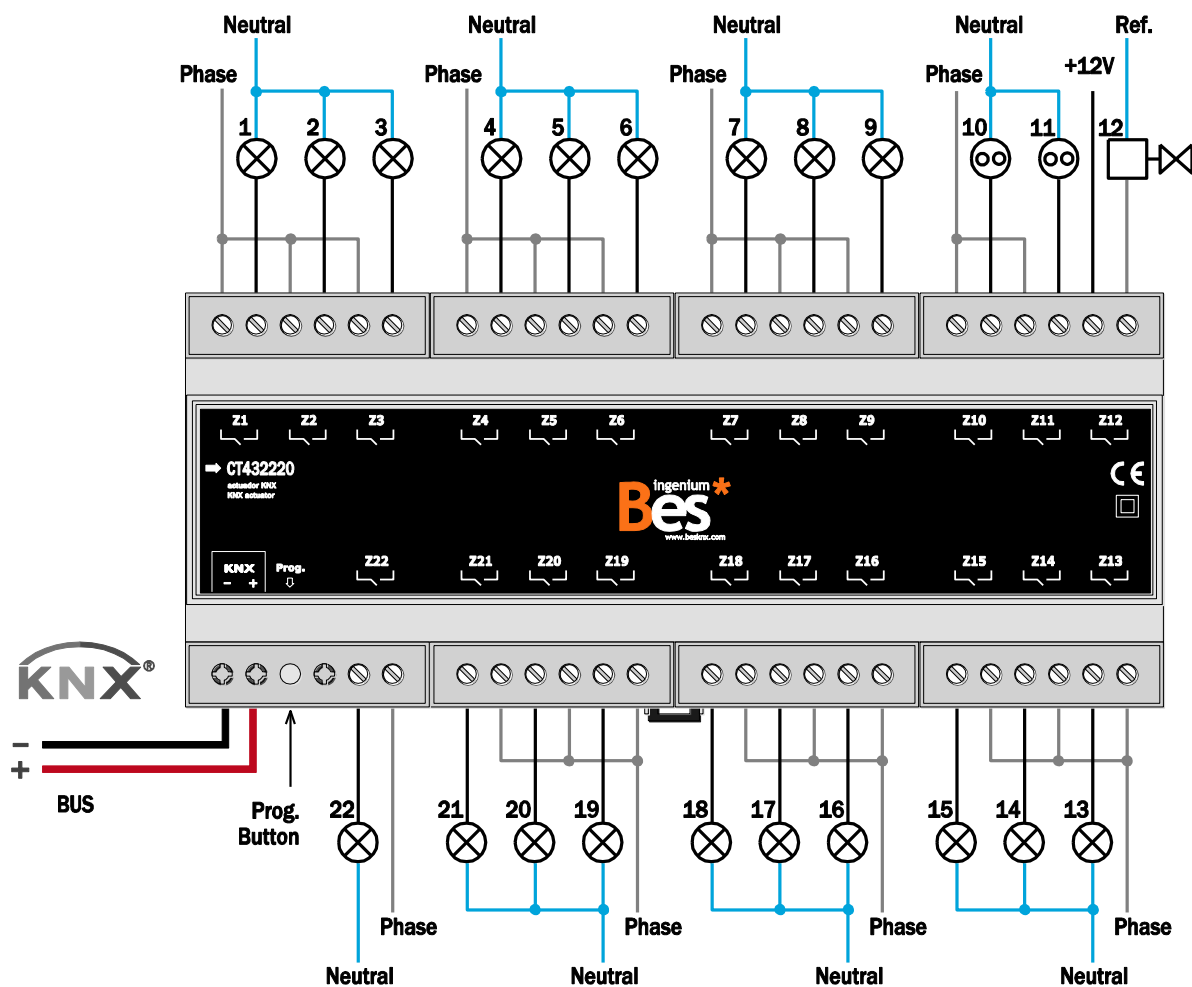 Neutral Neutral Neutral Neutral Ref.
Phase Phase Phase Phase +12V
1 2 3 4 5 6 7 8 9 10 11 12
Z1 Z2 Z3 Z4 Z5 Z6 Z7 Z8 Z9 Z10 Z11 Z12
CT432220
actuador KNX
KNX actuator
ingenium
Bes*
www.besknx.com
CE
KNX
- +
Prog.
Z22 Z21 Z20 Z19 Z18 Z17 Z16 Z15 Z14 Z13
KNX®
-
+
BUS
Prog.
Button
22 21 20 19 18 17 16 15 14 13
Phase Phase Phase Phase
Neutral Neutral Neutral Neutral